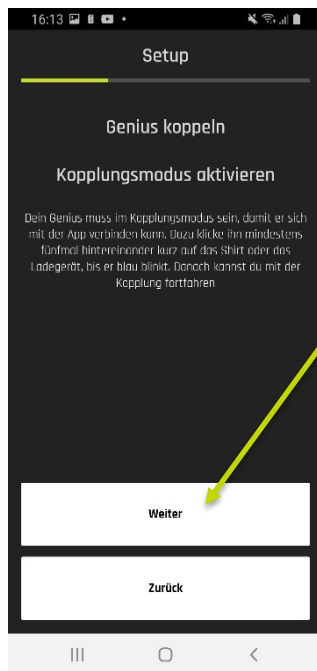 16:13
Setup
Genius koppeln
Kopplungsmodus aktivieren
Dein Genius muss im Kopplungsmodus sein, damit er sich
mit der App verbinden kann. Dazu klicke ihn mindestens
fünfmal hintereinander kurz auf das Shirt oder das
Ladegerät, bis er blau blinkt. Danach kannst du mit der
Kopplung fortfahren
Weiter
Zurück